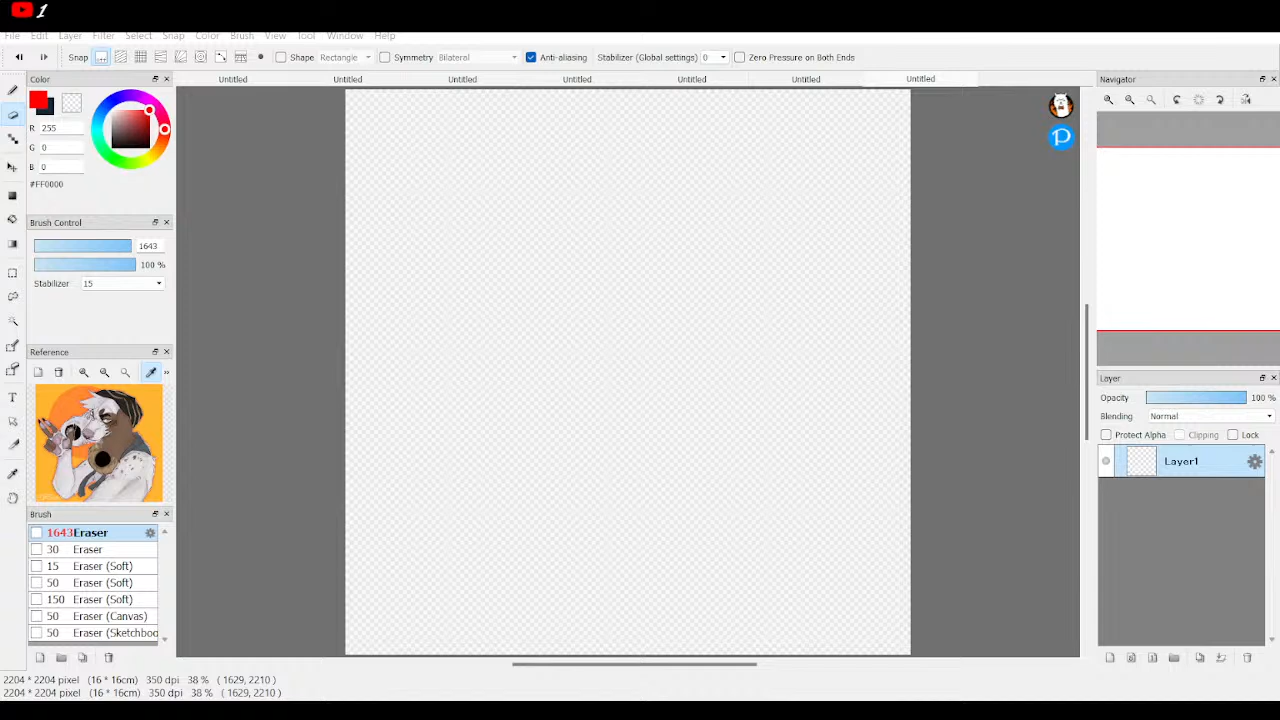 1
File Edit Layer Filter Select Snap Color Brush View Tool Window Help
Snap Shape Rectangle Symmetry Bilateral Anti-aliasing Stabilizer (Global settings) 0 Zero Pressure on Both Ends
Untitled Untitled Untitled Untitled Untitled Untitled Untitled
Color
R 255
G 0
B 0
#FF0000
Brush Control
1643
100 %
Stabilizer 15
Reference
Brush
1643 Eraser
30 Eraser
15 Eraser (Soft)
50 Eraser (Soft)
150 Eraser (Soft)
50 Eraser (Canvas)
50 Eraser (Sketchboo
Navigator
Layer
Opacity 100 %
Blending Normal
Protect Alpha Clipping Lock
Layer1
2204 * 2204 pixel (16 * 16cm) 350 dpi 38 % ( 1629, 2210 )
2204 * 2204 pixel (16 * 16cm) 350 dpi 38 % ( 1629, 2210 )